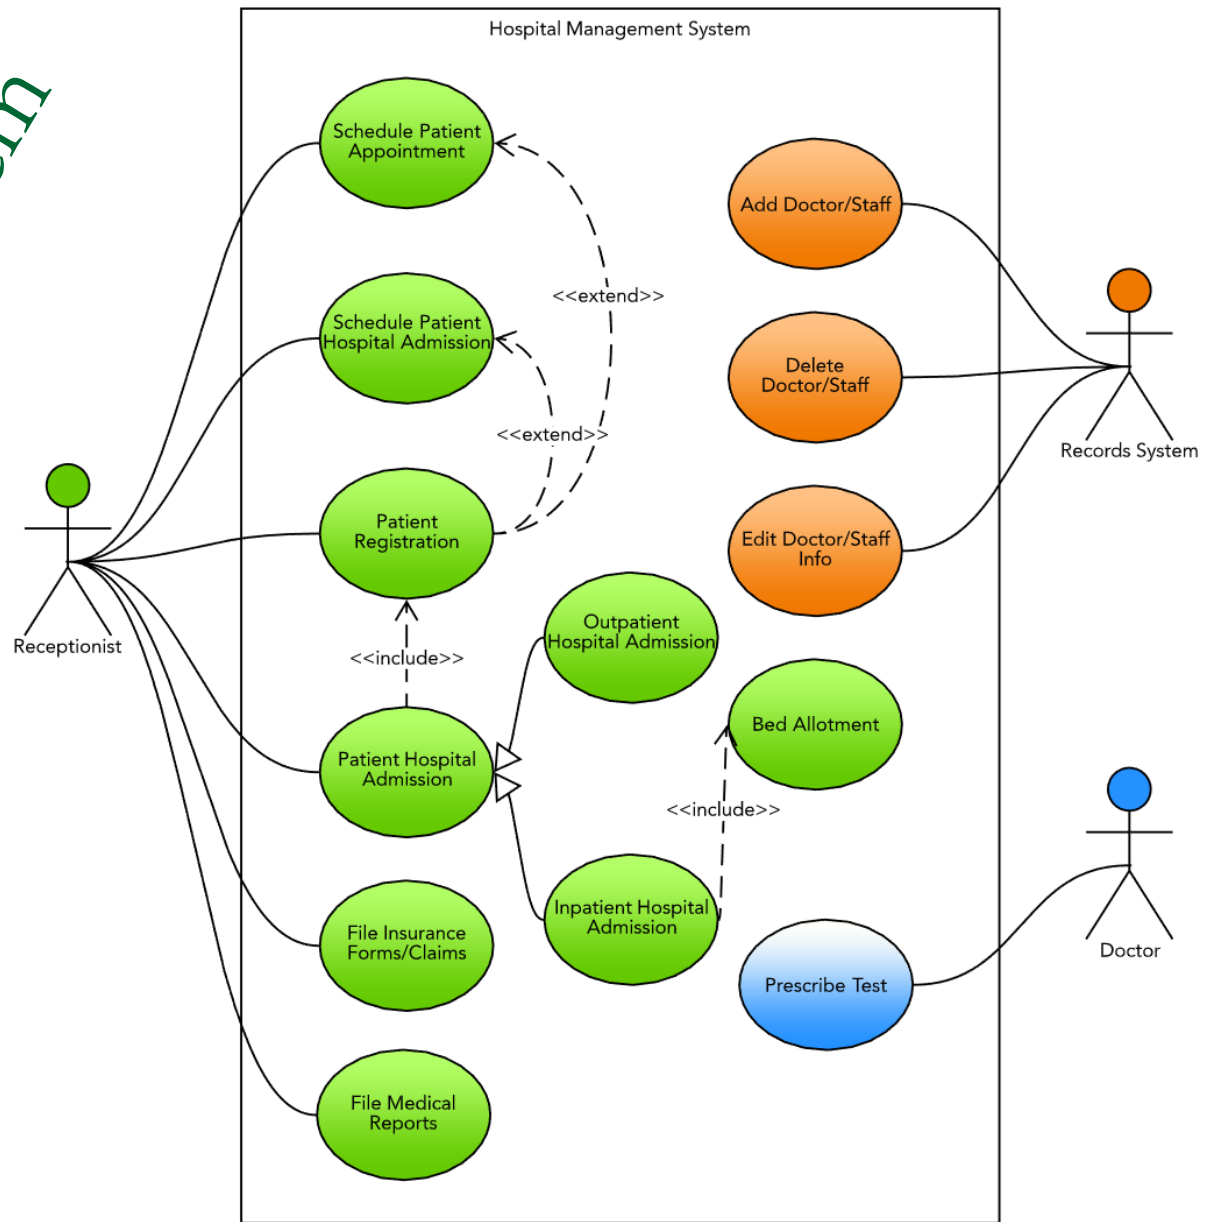 Hospital Management System
Schedule Patient
Appointment
Add Doctor/Staff
<<extend>>
Schedule Patient
Hospital Admission
Delete
Doctor/Staff
<<extend>>
Records System
Patient
Registration
Edit Doctor/Staff
Info
Receptionist
<<include>>
Outpatient
Hospital Admission
Bed Allotment
Patient Hospital
Admission
<<include>>
Inpatient Hospital
Admission
File Insurance
Forms/Claims
Doctor
Prescribe Test
File Medical
Reports